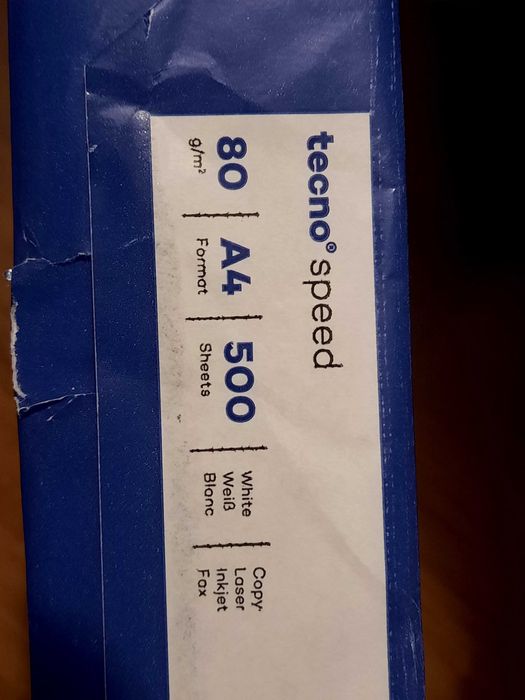 tecno® speed
80
g/m²
A4
Format
500
Sheets
White
Weiß
Blanc
Copy
Laser
Inkjet
Fax